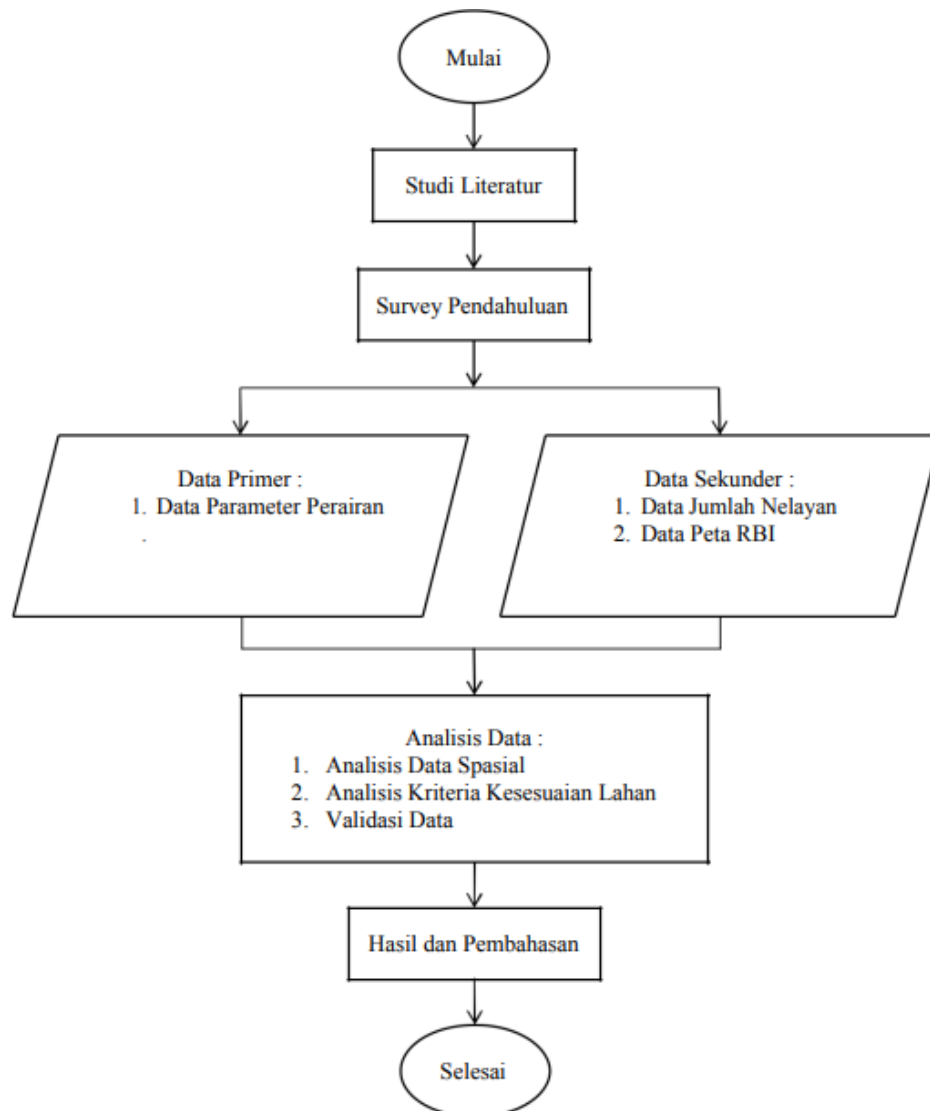 Mulai
Studi Literatur
Survey Pendahuluan
Data Primer :
1. Data Parameter Perairan
.
Data Sekunder :
1. Data Jumlah Nelayan
2. Data Peta RBI
Analisis Data :
1. Analisis Data Spasial
2. Analisis Kriteria Kesesuaian Lahan
3. Validasi Data
Hasil dan Pembahasan
Selesai